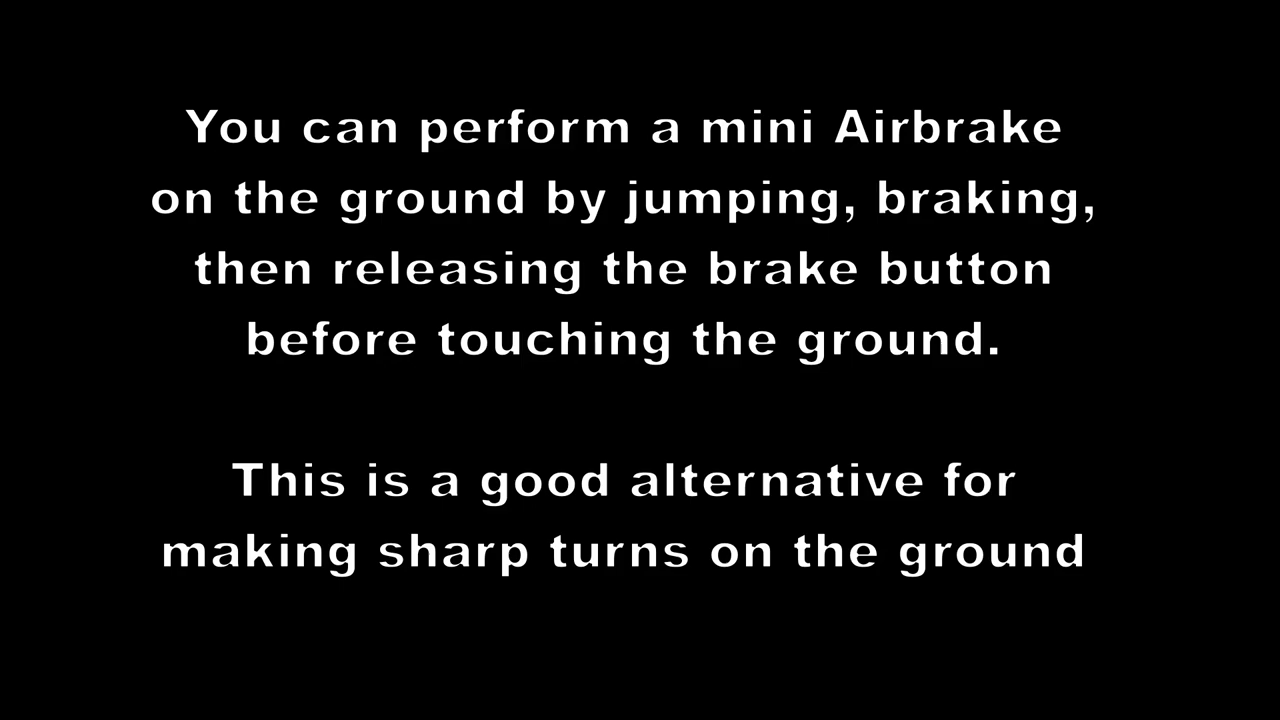 You can perform a mini Airbrake
on the ground by jumping, braking,
then releasing the brake button
before touching the ground.
This is a good alternative for
making sharp turns on the ground